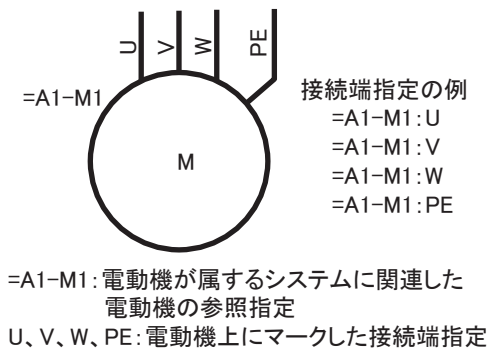 U
V
W
PE
=A1-M1
M
接続端指定の例
=A1-M1:U
=A1-M1:V
=A1-M1:W
=A1-M1:PE
=A1-M1:電動機が属するシステムに関連した
電動機の参照指定
U、V、W、PE:電動機上にマークした接続端指定